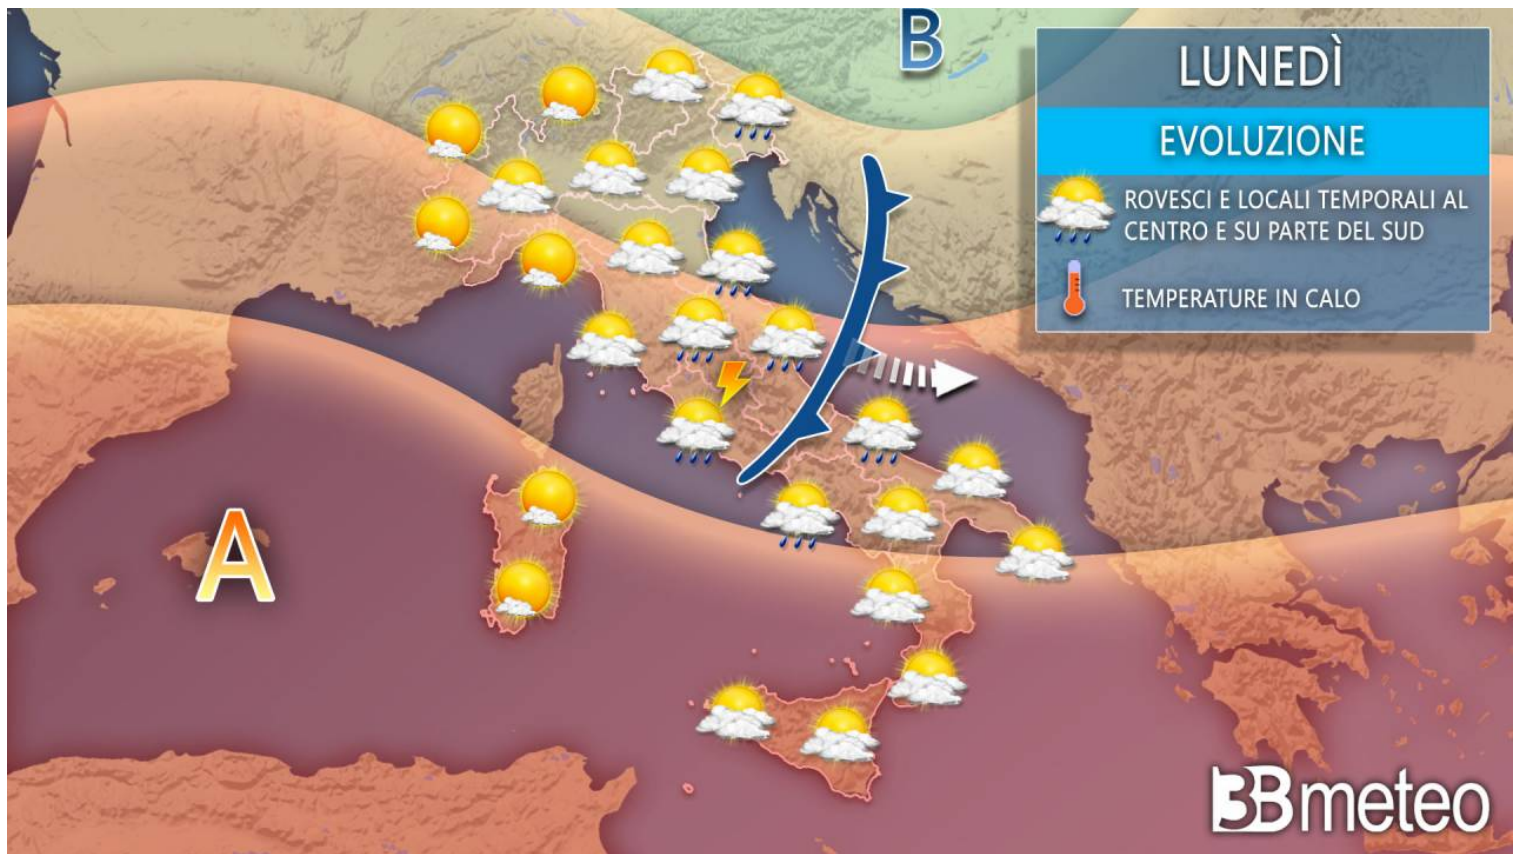 B
LUNEDÌ
EVOLUZIONE
ROVESCI E LOCALI TEMPORALI AL
CENTRO E SU PARTE DEL SUD
TEMPERATURE IN CALO
A
3Bmeteo